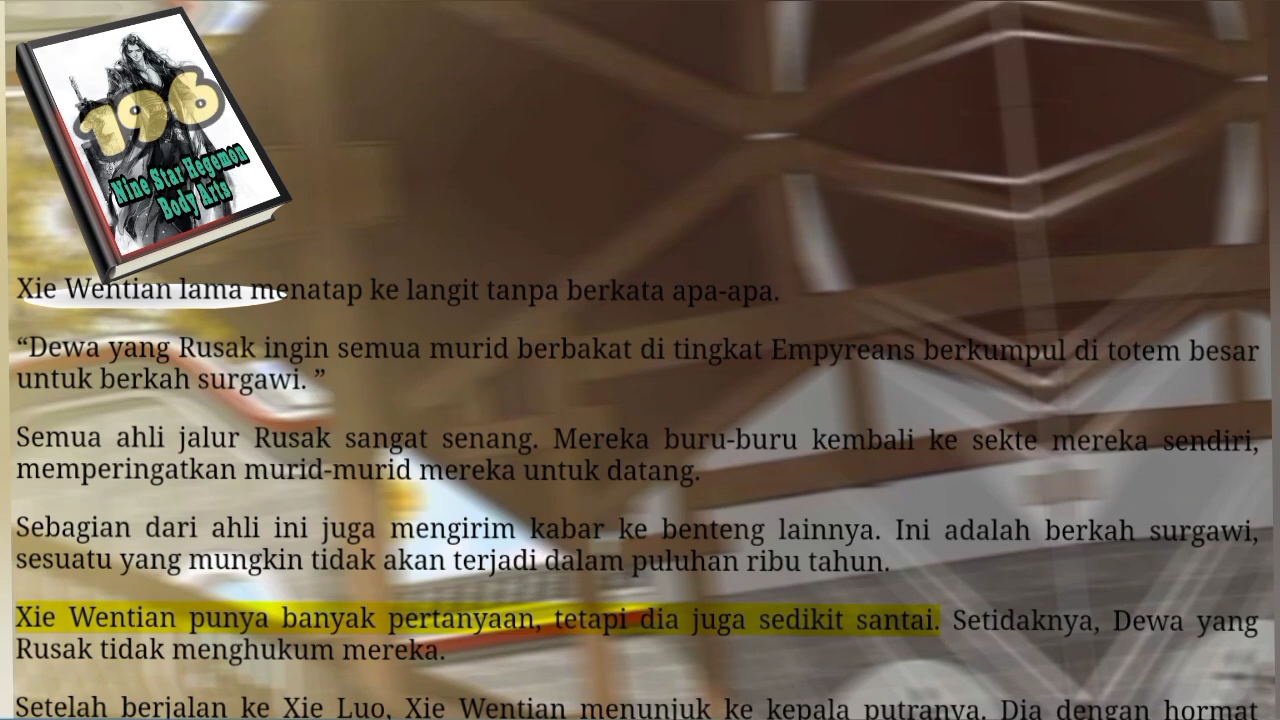 196
Nine Star Hegemon
Body Arts
Xie Wentian lama menatap ke langit tanpa berkata apa-apa.
“Dewa yang Rusak ingin semua murid berbakat di tingkat Empyreans berkumpul di totem besar
untuk berkah surgawi. ”
Semua ahli jalur Rusak sangat senang. Mereka buru-buru kembali ke sekte mereka sendiri,
memperingatkan murid-murid mereka untuk datang.
Sebagian dari ahli ini juga mengirim kabar ke benteng lainnya. Ini adalah berkah surgawi,
sesuatu yang mungkin tidak akan terjadi dalam puluhan ribu tahun.
Xie Wentian punya banyak pertanyaan, tetapi dia juga sedikit santai. Setidaknya, Dewa yang
Rusak tidak menghukum mereka.
Setelah berjalan ke Xie Luo, Xie Wentian menunjuk ke kepala putranya. Dia dengan hormat